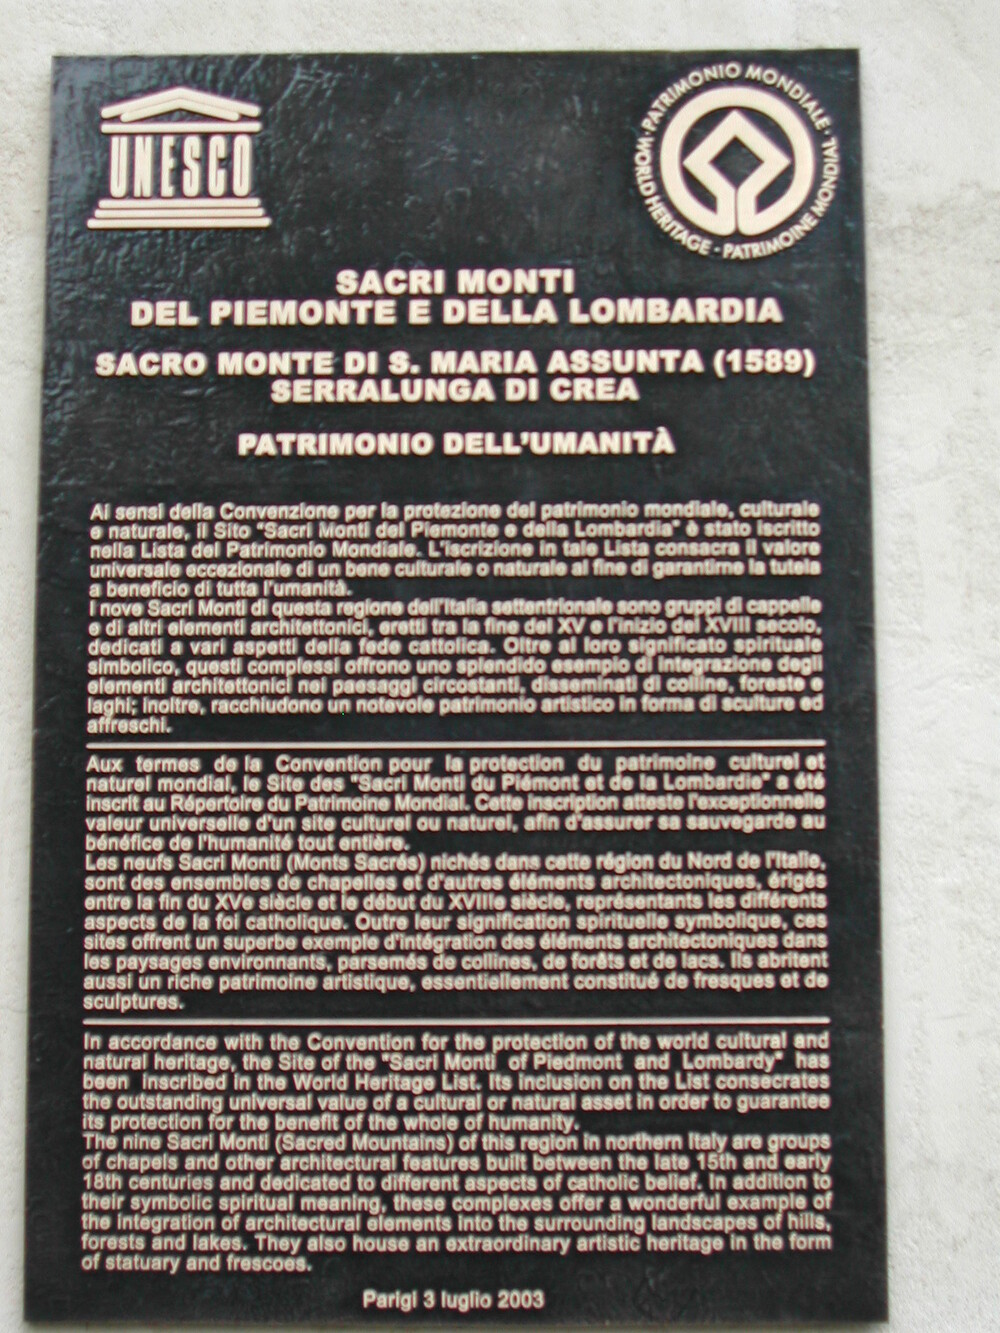 UNESCO
PATRIMONIO MONDIALE · WORLD HERITAGE · PATRIMOINE MONDIAL ·
SACRI MONTI
DEL PIEMONTE E DELLA LOMBARDIA
SACRO MONTE DI S. MARIA ASSUNTA (1589)
SERRALUNGA DI CREA
PATRIMONIO DELL'UMANITÀ
Ai sensi della Convenzione per la protezione del patrimonio mondiale, culturale
e naturale, il Sito "Sacri Monti del Piemonte e della Lombardia" è stato iscritto
nella Lista del Patrimonio Mondiale. L'iscrizione in tale Lista consacra il valore
universale eccezionale di un bene culturale o naturale al fine di garantirne la tutela
a beneficio di tutta l'umanità.
I nove Sacri Monti di questa regione dell'Italia settentrionale sono gruppi di cappelle
e di altri elementi architettonici, eretti tra la fine del XV e l'inizio del XVIII secolo,
dedicati a vari aspetti della fede cattolica. Oltre al loro significato spirituale
simbolico, questi complessi offrono uno splendido esempio di integrazione degli
elementi architettonici nei paesaggi circostanti, disseminati di colline, foreste e
laghi; inoltre, racchiudono un notevole patrimonio artistico in forma di sculture ed
affreschi.
Aux termes de la Convention pour la protection du patrimoine culturel et
naturel mondial, le Site des "Sacri Monti du Piémont et de la Lombardie" a été
inscrit au Répertoire du Patrimoine Mondial. Cette inscription atteste l'exceptionnelle
valeur universelle d'un site culturel ou naturel, afin d'assurer sa sauvegarde au
bénéfice de l'humanité tout entière.
Les neufs Sacri Monti (Monts Sacrés) nichés dans cette région du Nord de l'Italie,
sont des ensembles de chapelles et d'autres éléments architectoniques, érigés
entre la fin du XVe siècle et le début du XVIIIe siècle, représentants les différents
aspects de la foi catholique. Outre leur signification spirituelle symbolique, ces
sites offrent un superbe exemple d'intégration des éléments architectoniques dans
les paysages environnants, parsemés de collines, de forêts et de lacs. Ils abritent
aussi un riche patrimoine artistique, essentiellement constitué de fresques et de
sculptures.
In accordance with the Convention for the protection of the world cultural and
natural heritage, the Site of the "Sacri Monti of Piedmont and Lombardy" has
been inscribed in the World Heritage List. Its inclusion on the List consecrates
the outstanding universal value of a cultural or natural asset in order to guarantee
its protection for the benefit of the whole of humanity.
The nine Sacri Monti (Sacred Mountains) of this region in northern Italy are groups
of chapels and other architectural features built between the late 15th and early
18th centuries and dedicated to different aspects of catholic belief. In addition to
their symbolic spiritual meaning, these complexes offer a wonderful example of
the integration of architectural elements into the surrounding landscapes of hills,
forests and lakes. They also house an extraordinary artistic heritage in the form
of statuary and frescoes.
Parigi 3 luglio 2003